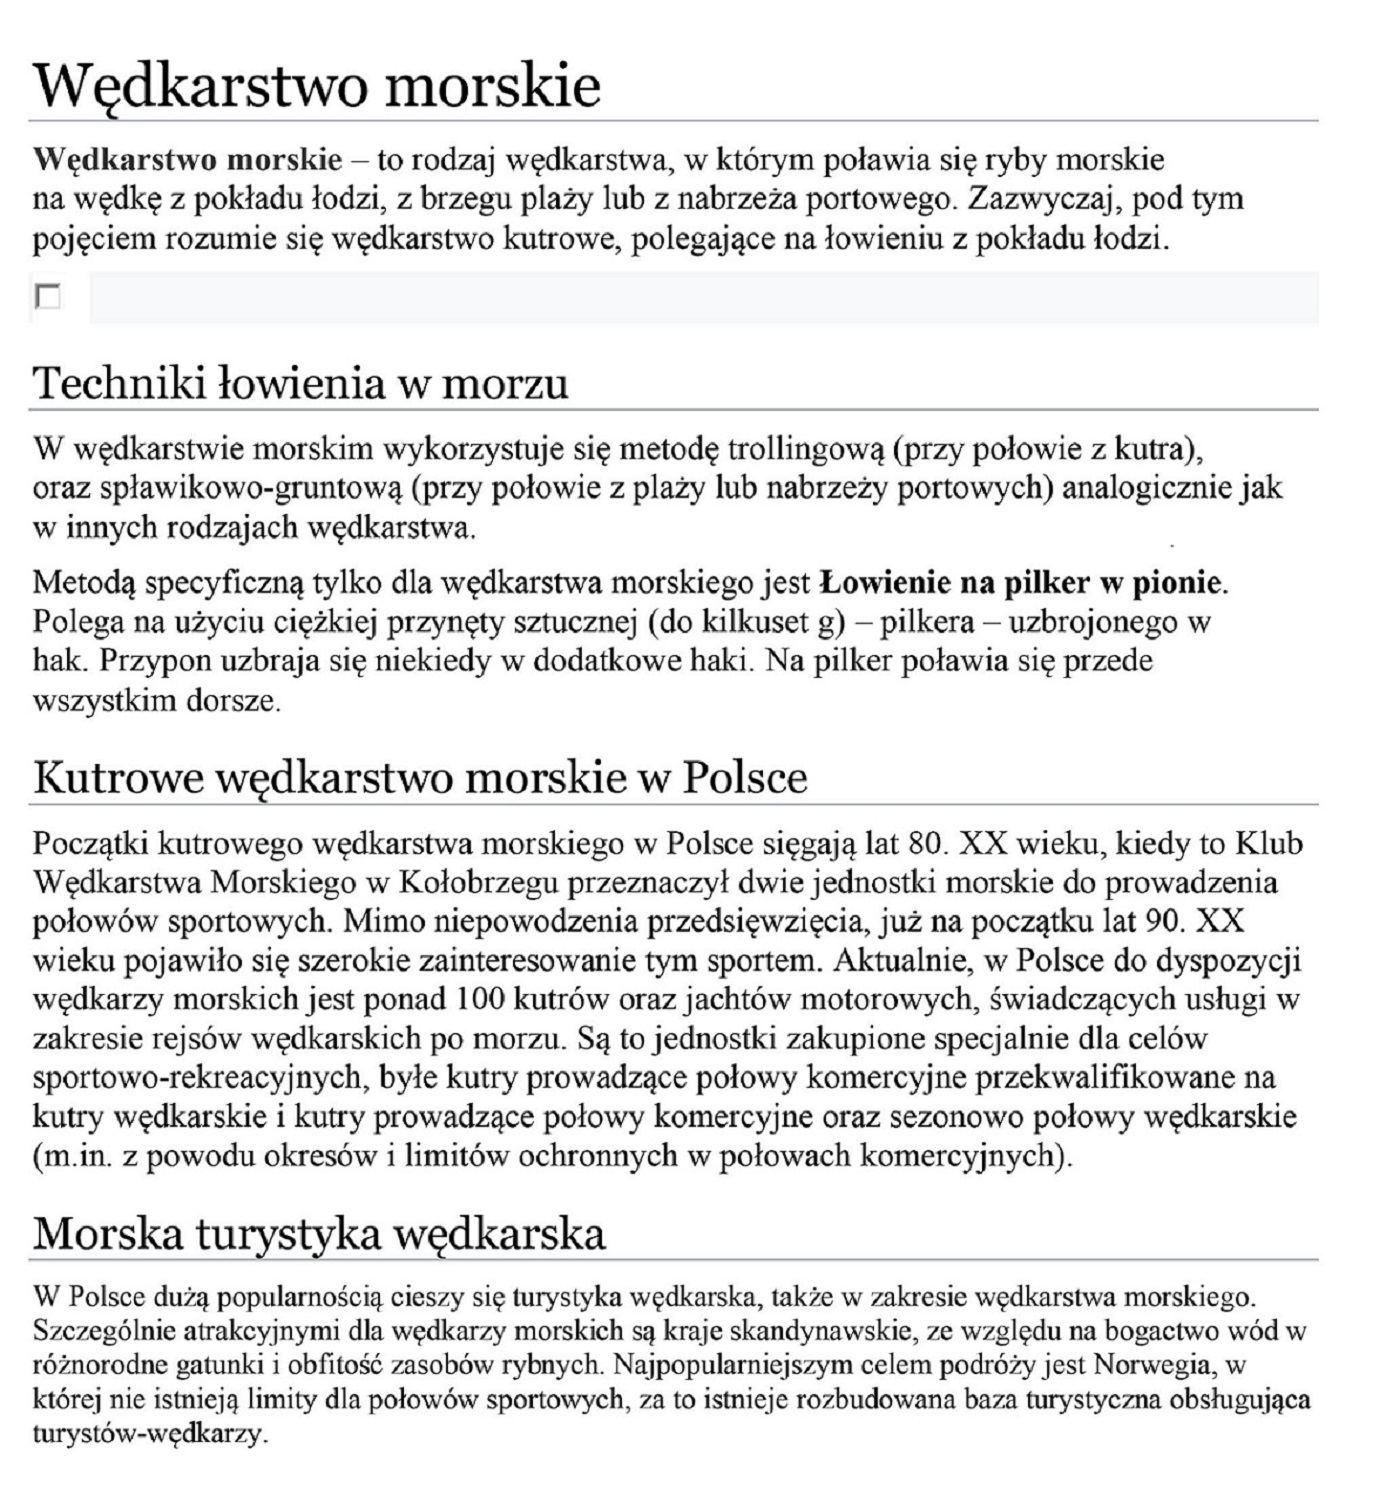 Wędkarstwo morskie
Wędkarstwo morskie – to rodzaj wędkarstwa, w którym poławia się ryby morskie
na wędkę z pokładu łodzi, z brzegu plaży lub z nabrzeża portowego. Zazwyczaj, pod tym
pojęciem rozumie się wędkarstwo kutrowe, polegające na łowieniu z pokładu łodzi.
Techniki łowienia w morzu
W wędkarstwie morskim wykorzystuje się metodę trollingową (przy połowie z kutra),
oraz spławikowo-gruntową (przy połowie z plaży lub nabrzeży portowych) analogicznie jak
w innych rodzajach wędkarstwa.
Metodą specyficzną tylko dla wędkarstwa morskiego jest Łowienie na pilker w pionie.
Polega na użyciu ciężkiej przynęty sztucznej (do kilkuset g) – pilkera – uzbrojonego w
hak. Przypon uzbraja się niekiedy w dodatkowe haki. Na pilker poławia się przede
wszystkim dorsze.
Kutrowe wędkarstwo morskie w Polsce
Początki kutrowego wędkarstwa morskiego w Polsce sięgają lat 80. XX wieku, kiedy to Klub
Wędkarstwa Morskiego w Kołobrzegu przeznaczył dwie jednostki morskie do prowadzenia
połowów sportowych. Mimo niepowodzenia przedsięwzięcia, już na początku lat 90. XX
wieku pojawiło się szerokie zainteresowanie tym sportem. Aktualnie, w Polsce do dyspozycji
wędkarzy morskich jest ponad 100 kutrów oraz jachtów motorowych, świadczących usługi w
zakresie rejsów wędkarskich po morzu. Są to jednostki zakupione specjalnie dla celów
sportowo-rekreacyjnych, byłe kutry prowadzące połowy komercyjne przekwalifikowane na
kutry wędkarskie i kutry prowadzące połowy komercyjne oraz sezonowo połowy wędkarskie
(m.in. z powodu okresów i limitów ochronnych w połowach komercyjnych).
Morska turystyka wędkarska
W Polsce dużą popularnością cieszy się turystyka wędkarska, także w zakresie wędkarstwa morskiego.
Szczególnie atrakcyjnymi dla wędkarzy morskich są kraje skandynawskie, ze względu na bogactwo wód w
różnorodne gatunki i obfitość zasobów rybnych. Najpopularniejszym celem podróży jest Norwegia, w
której nie istnieją limity dla połowów sportowych, za to istnieje rozbudowana baza turystyczna obsługująca
turystów-wędkarzy.